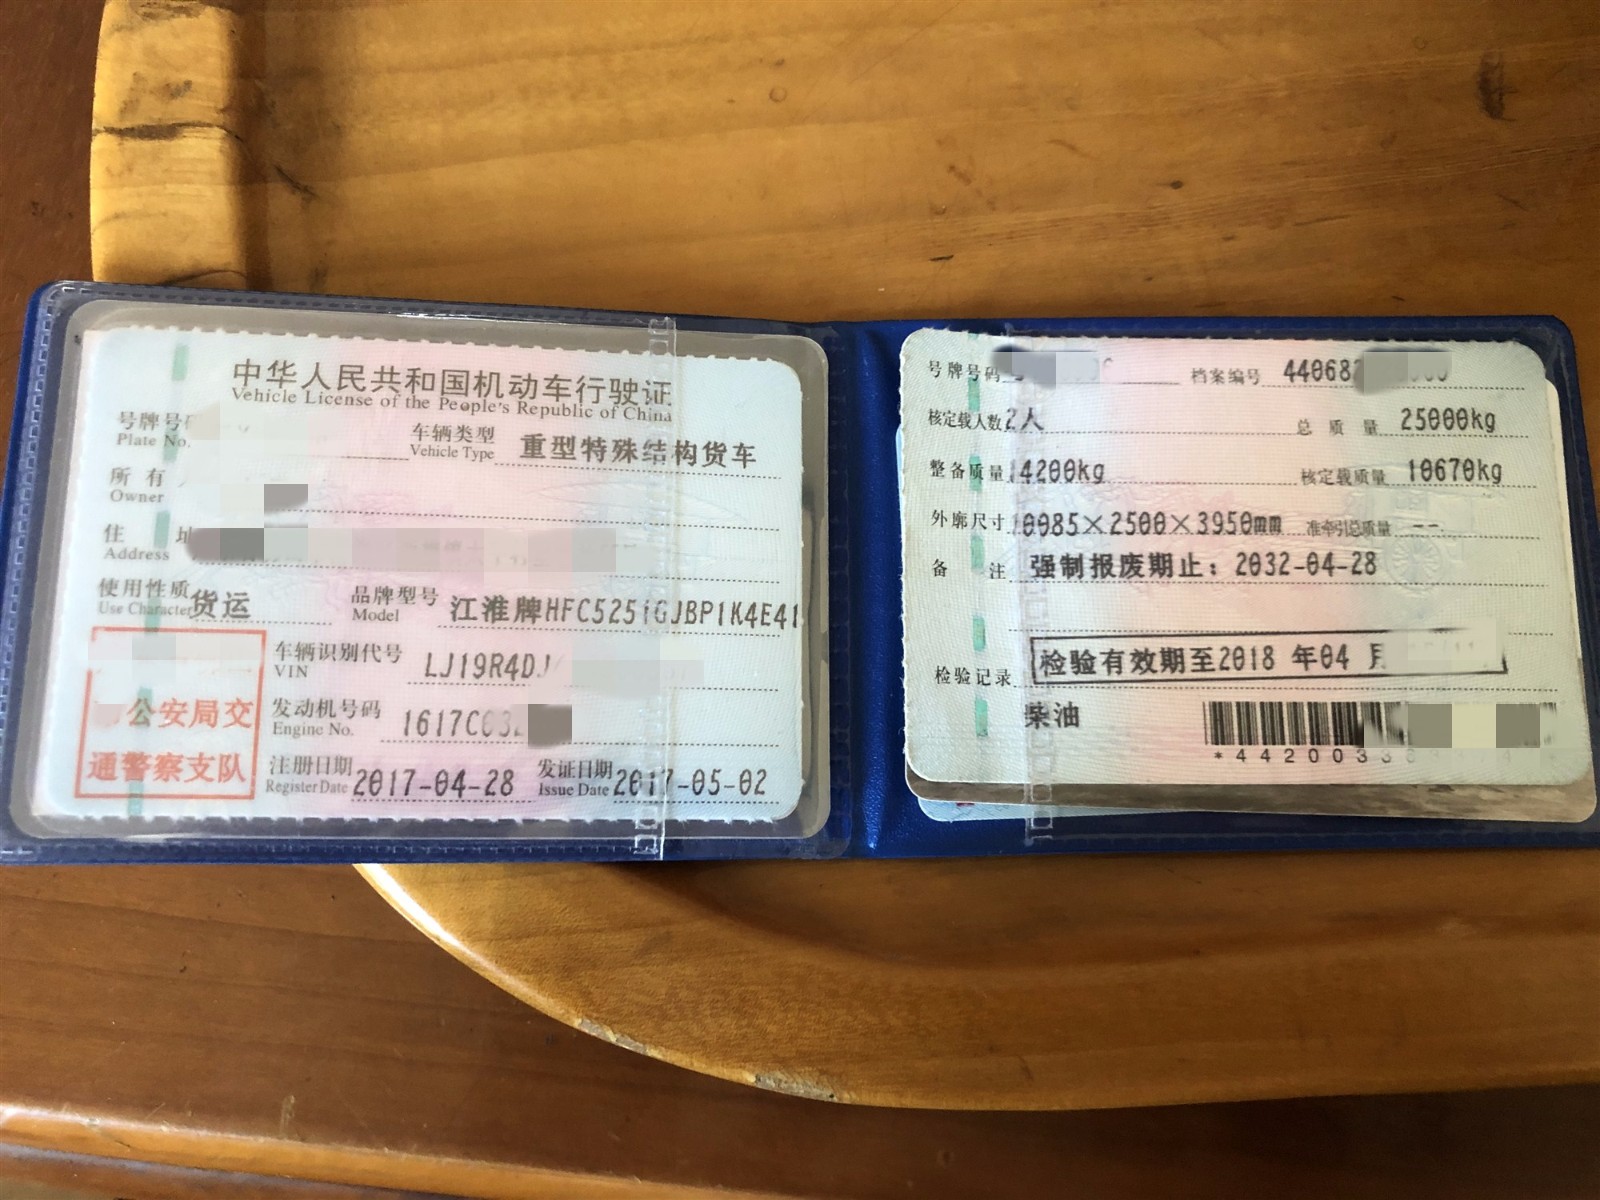 中华人民共和国机动车行驶证
Vehicle License of the People's Republic of China
号牌号
Plate No.
车辆类型
Vehicle Type
重型特殊结构货车
所有
Owner
住 址
Address
使用性质
Use Character
货运
品牌型号
Model
江淮牌HFC5251GJBP1K4E41
车辆识别代号
VIN
LJ19R4DJ
公安局交
通警察支队
发动机号码
Engine No.
1617C03
注册日期
Register Date
2017-04-28
发证日期
Issue Date
2017-05-02
号牌号码
档案编号 44068
核定载人数 2人
总质量 25000kg
整备质量 14200kg
核定载质量 10670kg
外廓尺寸 10085×2500×3950mm
准牵引总质量 --
备注 强制报废期止：2032-04-28
检验记录 检验有效期至2018 年04 月
柴油
*4420033